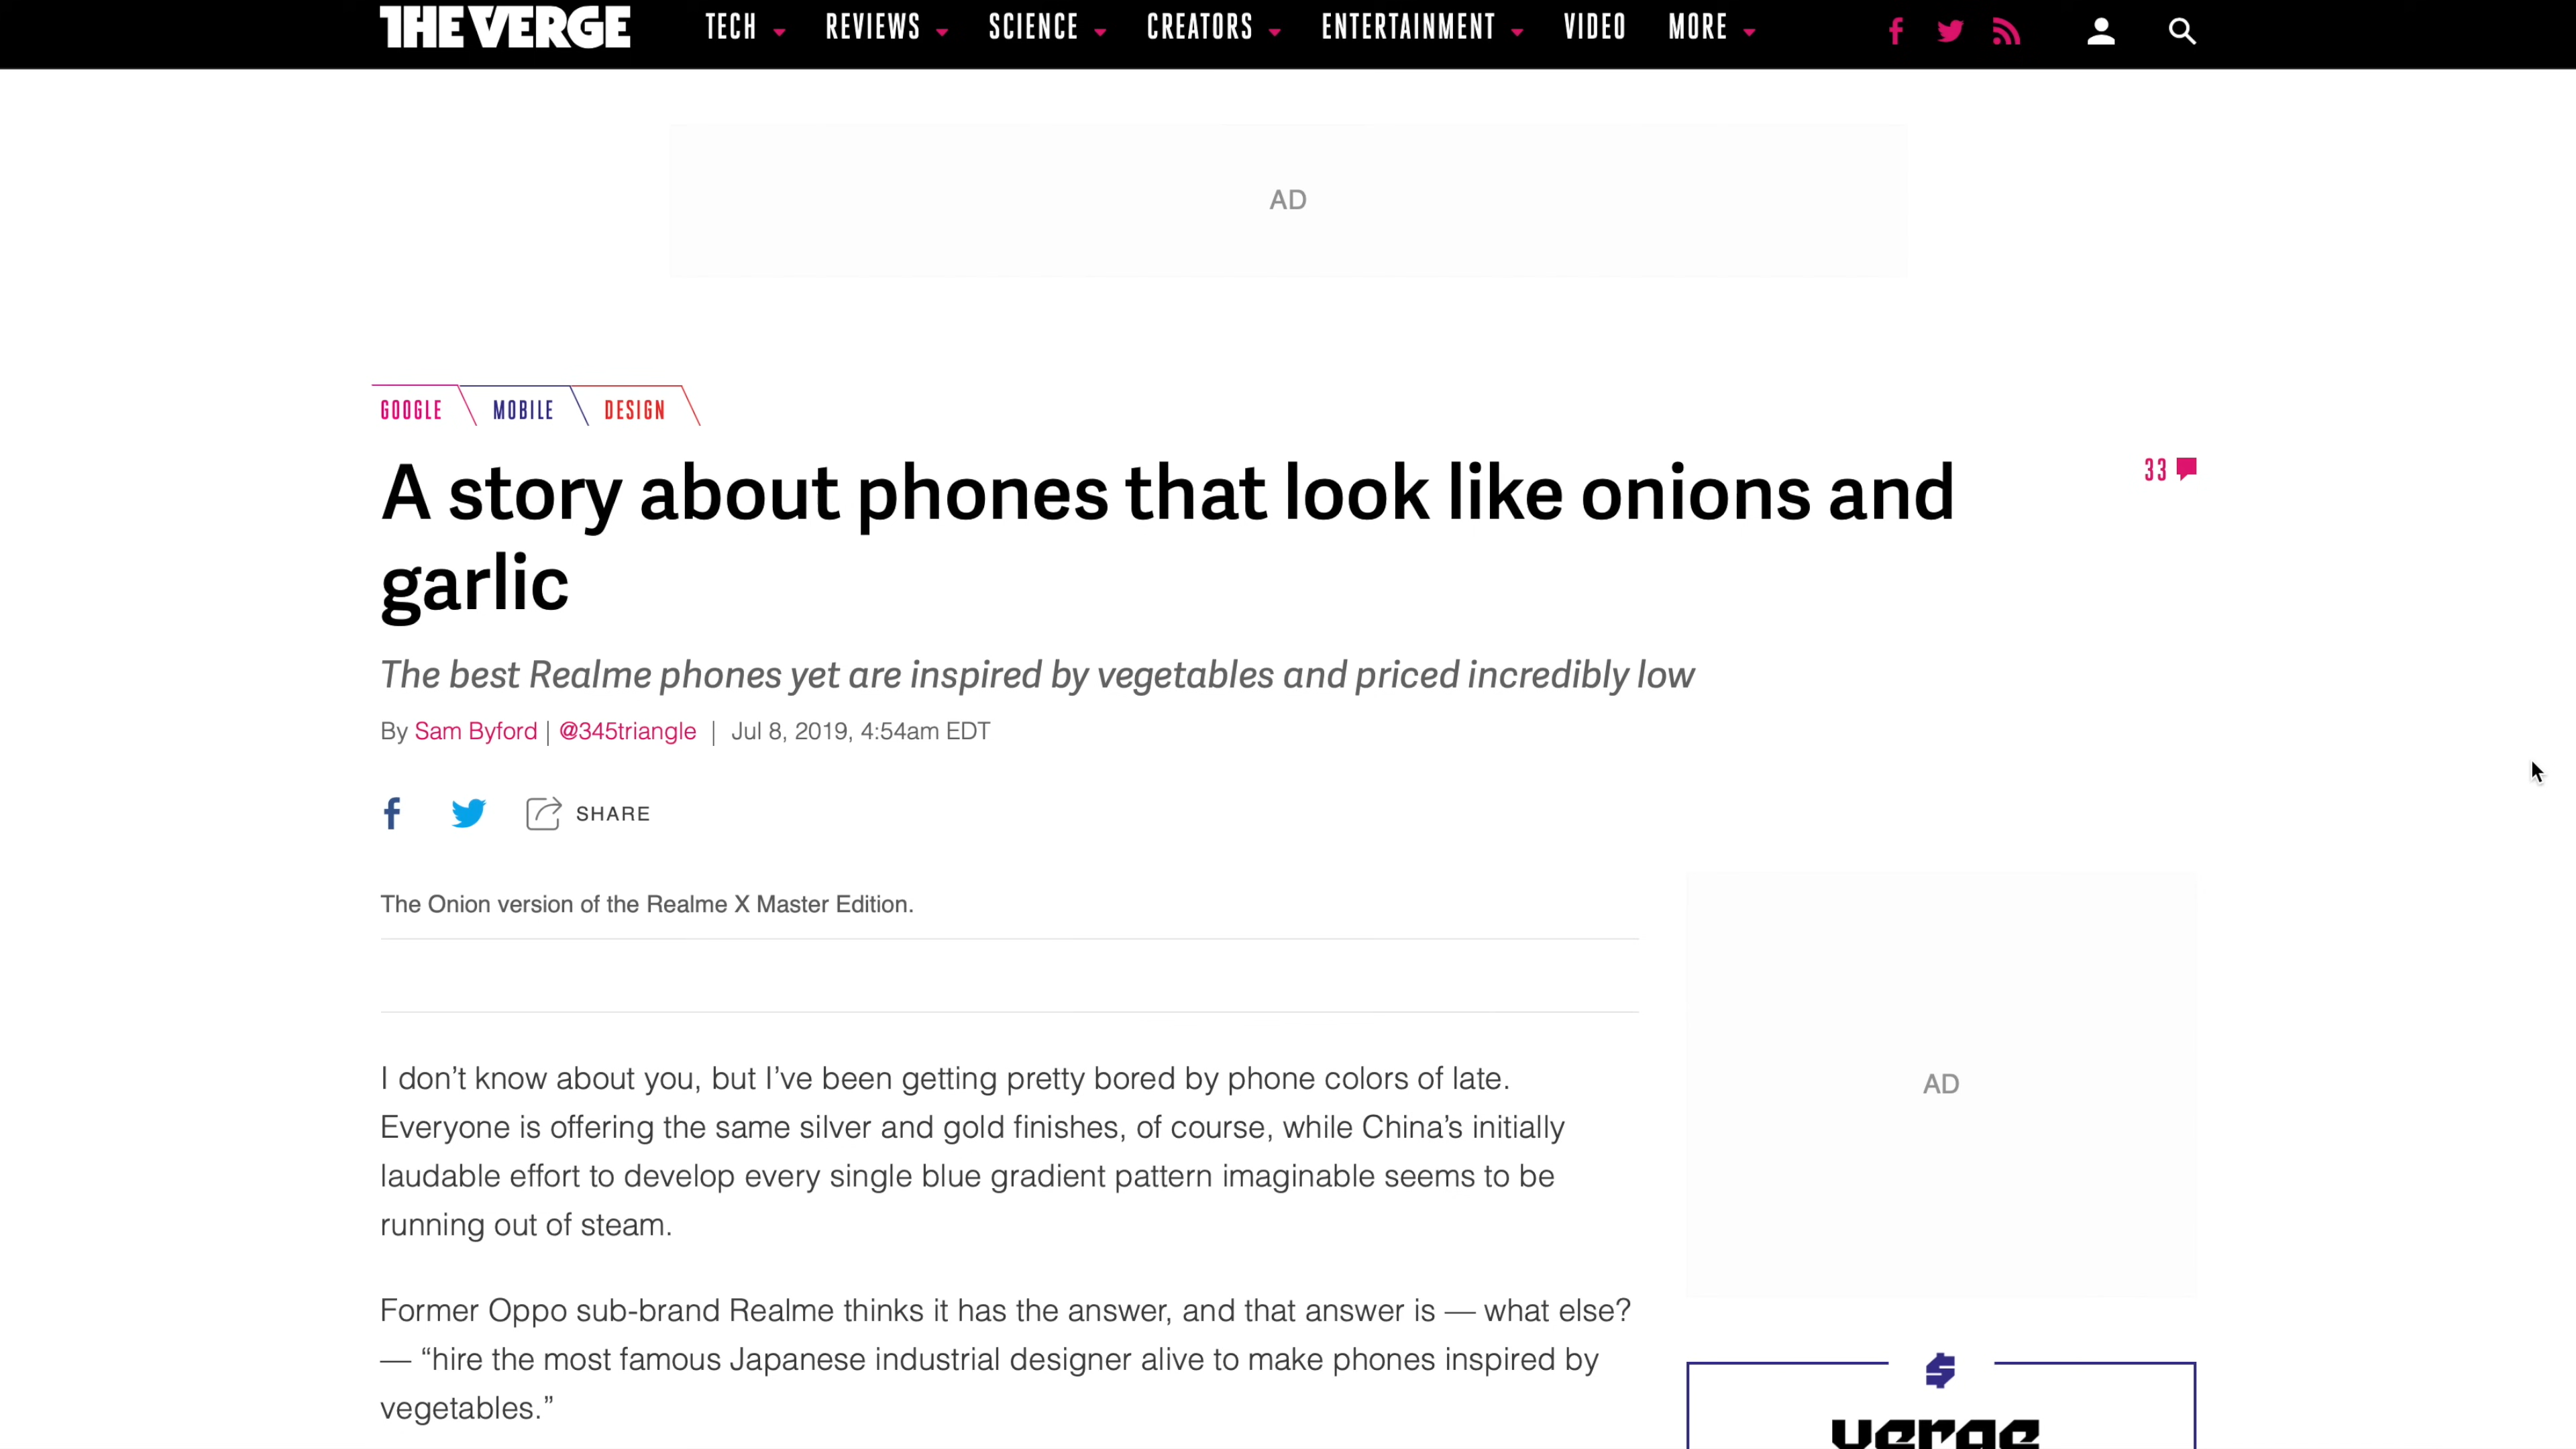 THE VERGE
TECH REVIEWS SCIENCE CREATORS ENTERTAINMENT VIDEO MORE
AD
GOOGLE MOBILE DESIGN
A story about phones that look like onions and
garlic
33
The best Realme phones yet are inspired by vegetables and priced incredibly low
By Sam Byford | @345triangle | Jul 8, 2019, 4:54am EDT
SHARE
The Onion version of the Realme X Master Edition.
I don’t know about you, but I’ve been getting pretty bored by phone colors of late.
Everyone is offering the same silver and gold finishes, of course, while China’s initially
laudable effort to develop every single blue gradient pattern imaginable seems to be
running out of steam.
Former Oppo sub-brand Realme thinks it has the answer, and that answer is — what else?
— “hire the most famous Japanese industrial designer alive to make phones inspired by
vegetables.”
AD
$
verge